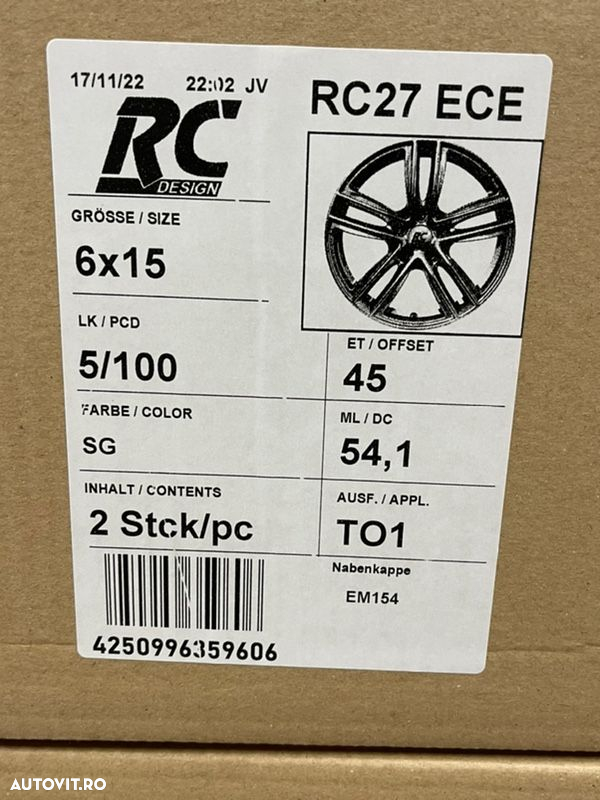 17/11/22 22:02 JV
RC27 ECE
RC
DESIGN
RC
GRÖSSE / SIZE
6x15
LK / PCD
5/100
ET / OFFSET
45
FARBE / COLOR
SG
ML / DC
54,1
INHALT / CONTENTS
2 Stck/pc
AUSF. / APPL.
TO1
Nabenkappe
EM154
4250996359606
AUTOVIT.RO